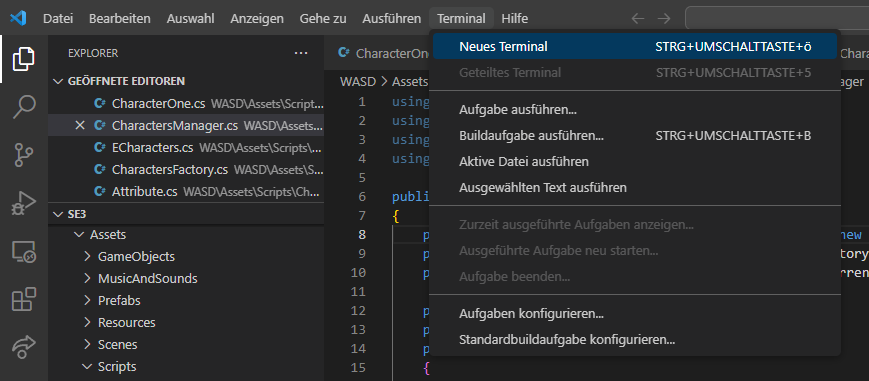 Datei Bearbeiten Auswahl Anzeigen Gehe zu Ausführen Terminal Hilfe
EXPLORER
GEÖFFNETE EDITOREN
CharacterOne.cs WASD\Assets\Script...
CharactersManager.cs WASD\Assets...
ECharacters.cs WASD\Assets\Scripts\...
CharactersFactory.cs WASD\Assets\S...
Attribute.cs WASD\Assets\Scripts\Ch...
SE3
Assets
GameObjects
MusicAndSounds
Prefabs
Resources
Scenes
Scripts
CharacterOne
WASD > Assets
1 using
2 using
3 using
4 using
5
6 publi
7 {
8 p new
9 p tory
10 p rren
11
12 p
13 p
14 p
15 {
Neues Terminal STRG+UMSCHALTTASTE+ö
Geteiltes Terminal STRG+UMSCHALTTASTE+5
Aufgabe ausführen...
Buildaufgabe ausführen... STRG+UMSCHALTTASTE+B
Aktive Datei ausführen
Ausgewählten Text ausführen
Zurzeit ausgeführte Aufgaben anzeigen...
Ausgeführte Aufgabe neu starten...
Aufgabe beenden...
Aufgaben konfigurieren...
Standardbuildaufgabe konfigurieren...